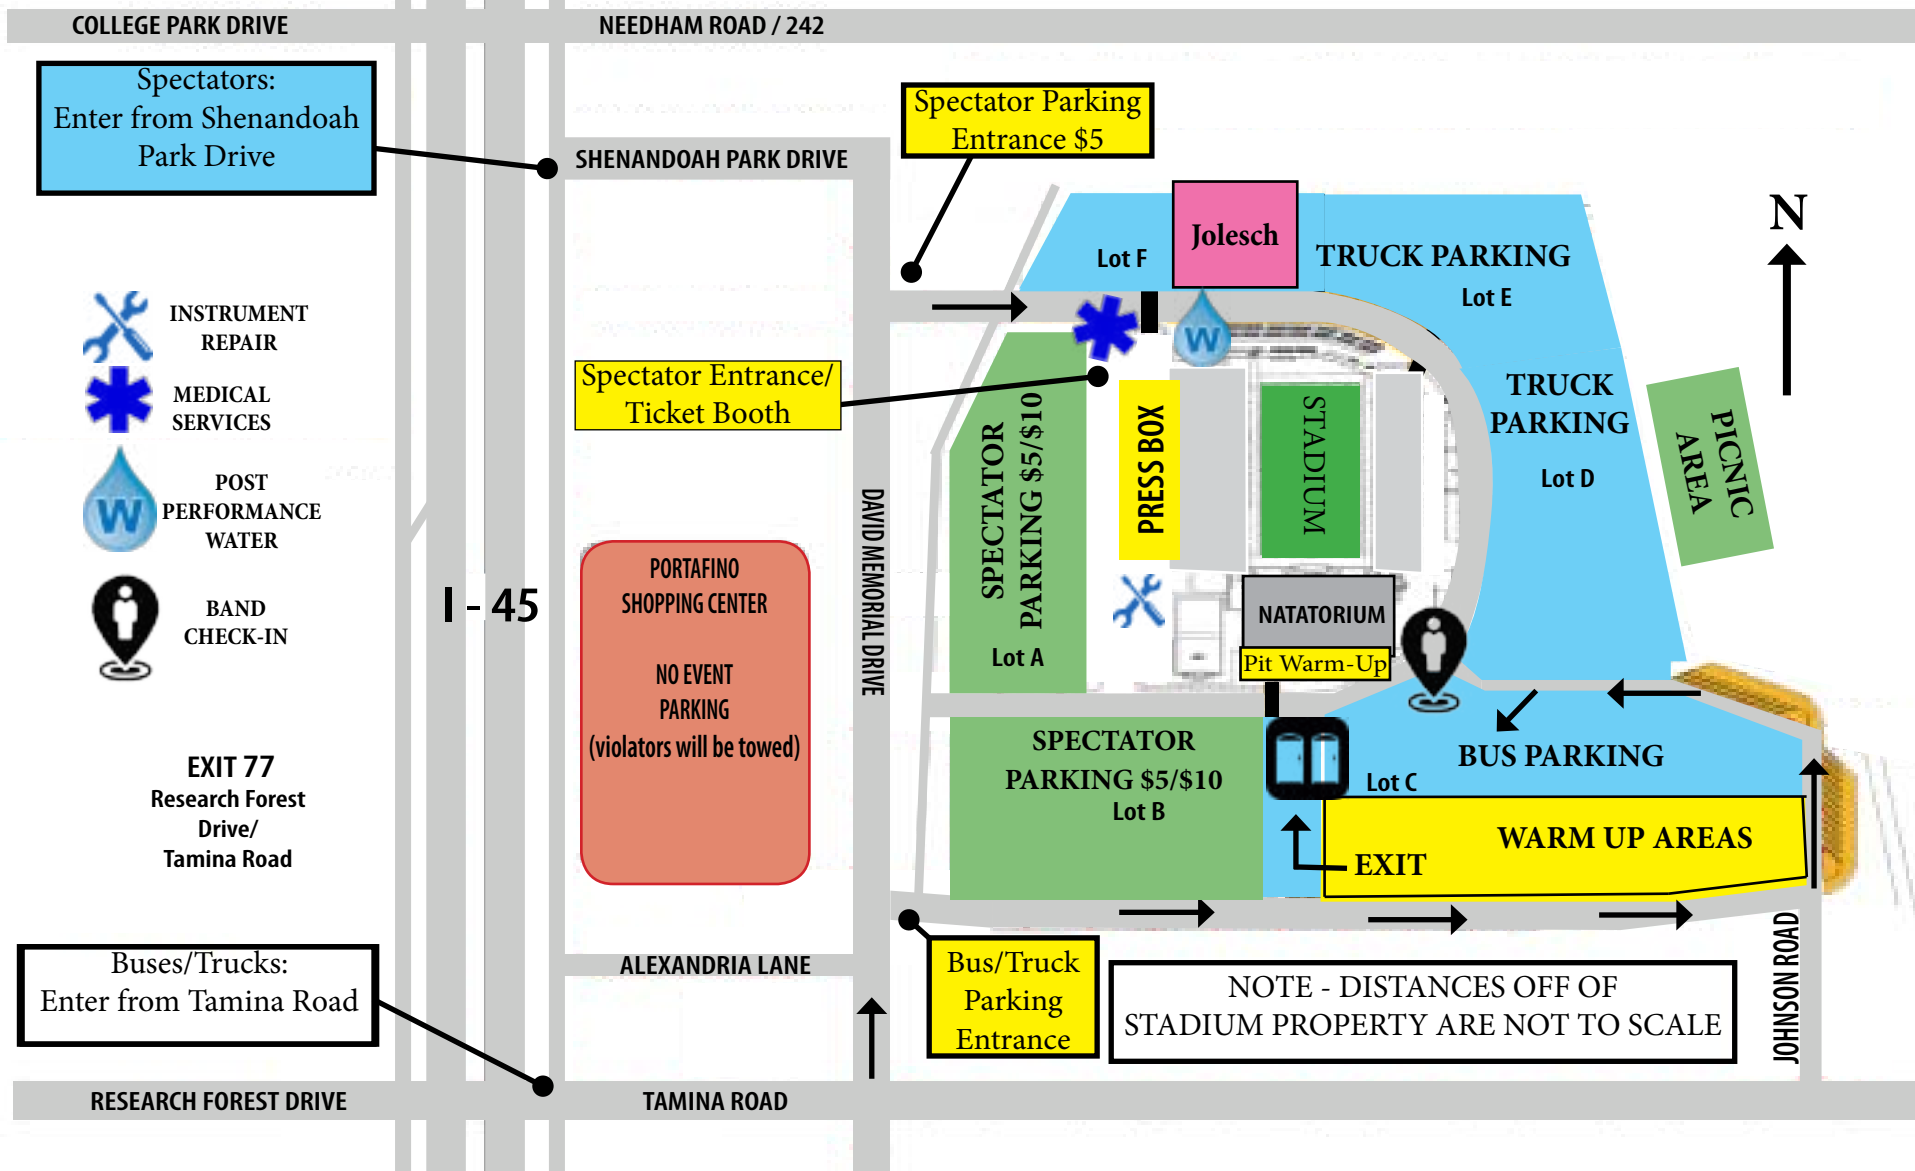 COLLEGE PARK DRIVE
NEEDHAM ROAD / 242
Spectators:
Enter from Shenandoah
Park Drive
Spectator Parking
Entrance $5
SHENANDOAH PARK DRIVE
Jolesch
Lot F
TRUCK PARKING
Lot E
N
INSTRUMENT
REPAIR
MEDICAL
SERVICES
W
POST
PERFORMANCE
WATER
BAND
CHECK-IN
W
Spectator Entrance/
Ticket Booth
SPECTATOR
PARKING $5/$10
Lot A
PRESS BOX
STADIUM
TRUCK
PARKING
Lot D
PICNIC
AREA
DAVID MEMORIAL DRIVE
I - 45
PORTAFINO
SHOPPING CENTER
NO EVENT
PARKING
(violators will be towed)
NATATORIUM
Pit Warm-Up
SPECTATOR
PARKING $5/$10
Lot B
BUS PARKING
Lot C
WARM UP AREAS
EXIT
EXIT 77
Research Forest
Drive/
Tamina Road
Buses/Trucks:
Enter from Tamina Road
ALEXANDRIA LANE
Bus/Truck
Parking
Entrance
NOTE - DISTANCES OFF OF
STADIUM PROPERTY ARE NOT TO SCALE
JOHNSON ROAD
RESEARCH FOREST DRIVE
TAMINA ROAD